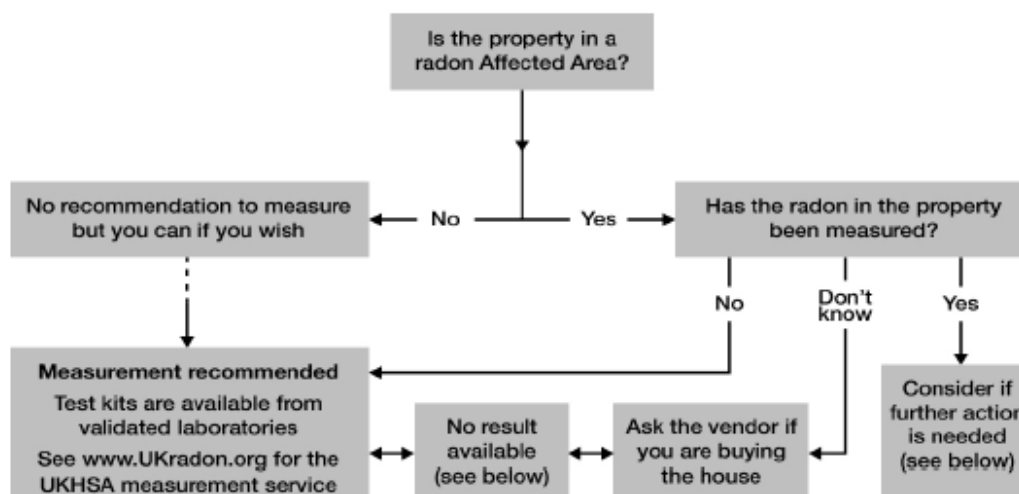 Is the property in a
radon Affected Area?
No recommendation to measure
but you can if you wish
No
Yes
Has the radon in the property
been measured?
No
Don't
know
Yes
Measurement recommended
Test kits are available from
validated laboratories
See www.UKradon.org for the
UKHSA measurement service
No result
available
(see below)
Ask the vendor if
you are buying
the house
Consider if
further action
is needed
(see below)